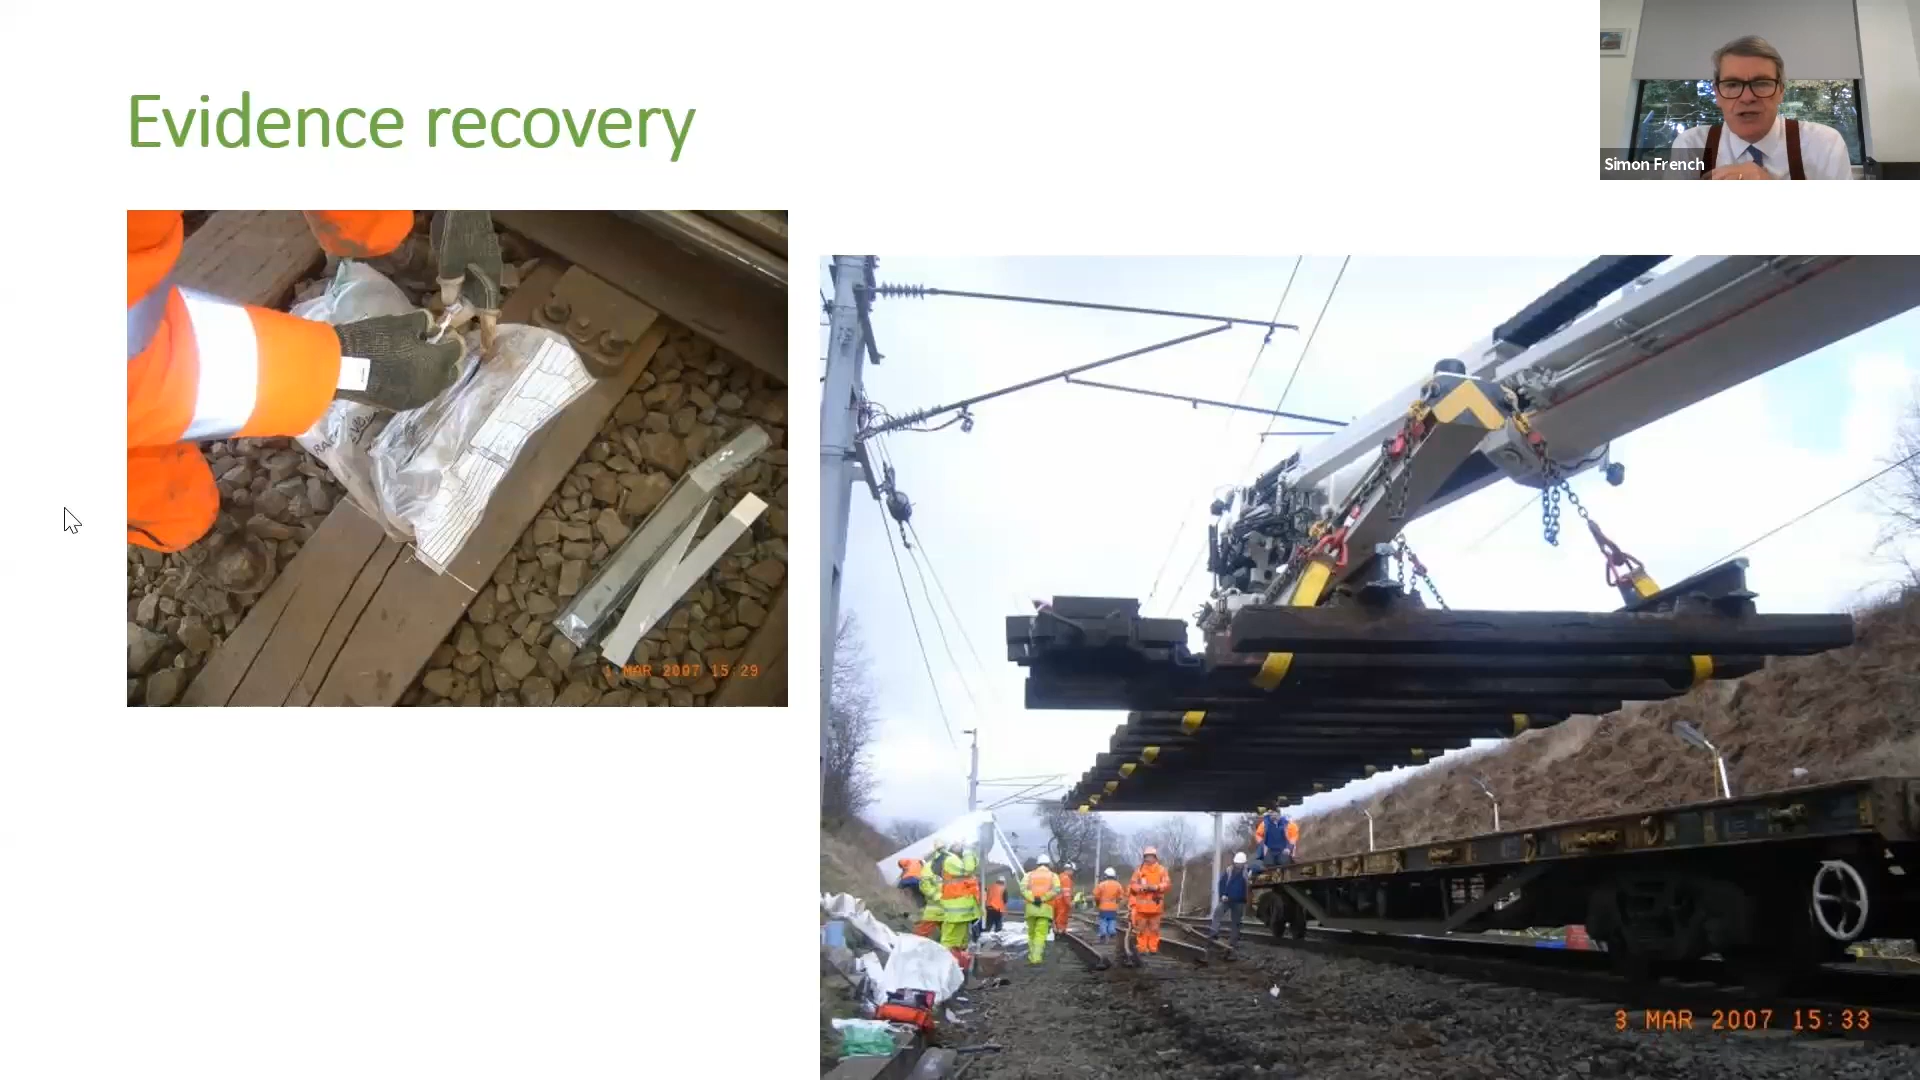 Evidence recovery
Simon French
1 MAR 2007 15:29
3 MAR 2007 15:33